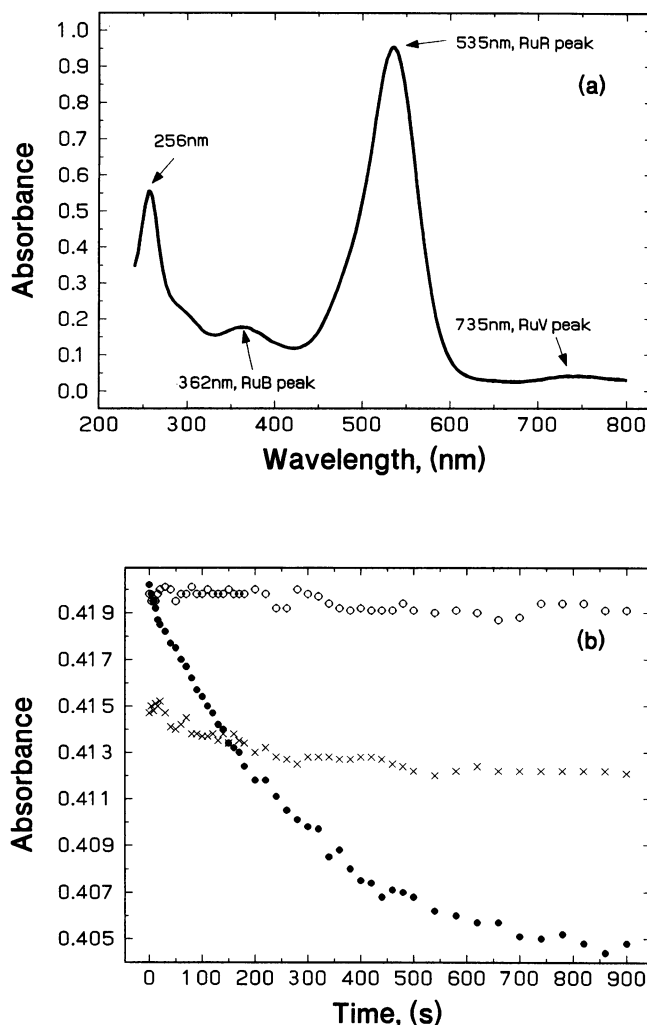 1.0
0.9
0.8
0.7
0.6
0.5
0.4
0.3
0.2
0.1
0.0
Absorbance
535nm, RuR peak
(a)
256nm
735nm, RuV peak
362nm, RuB peak
200 300 400 500 600 700 800
Wavelength, (nm)
0.419
0.417
0.415
0.413
0.411
0.409
0.407
0.405
Absorbance
(b)
0 100 200 300 400 500 600 700 800 900
Time, (s)